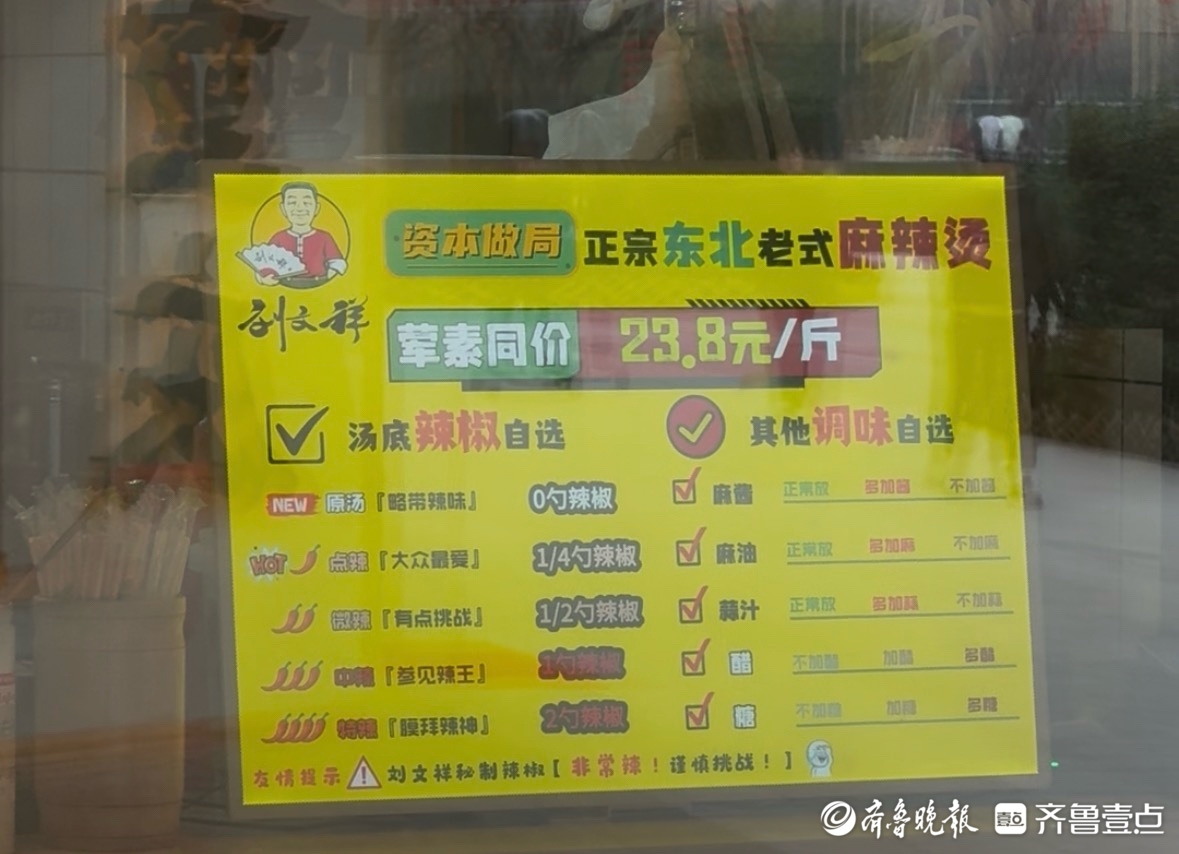 资本做局 正宗东北老式麻辣烫
刘文祥
荤素同价 23.8元/斤
汤底辣椒自选 其他调味自选
NEW 原汤『略带辣味』 0勺辣椒 麻酱 正常放 多加酱 不加酱
HOT 点辣『大众最爱』 1/4勺辣椒 麻油 正常放 多加麻 不加麻
微辣『有点挑战』 1/2勺辣椒 蒜汁 正常放 多加蒜 不加蒜
中辣『参见辣王』 1勺辣椒 醋 不加醋 加醋 多醋
特辣『膜拜辣神』 2勺辣椒 糖 不加糖 加糖 多糖
友情提示 刘文祥秘制辣椒【非常辣！谨慎挑战！】
齐鲁晚报 壹点 齐鲁壹点